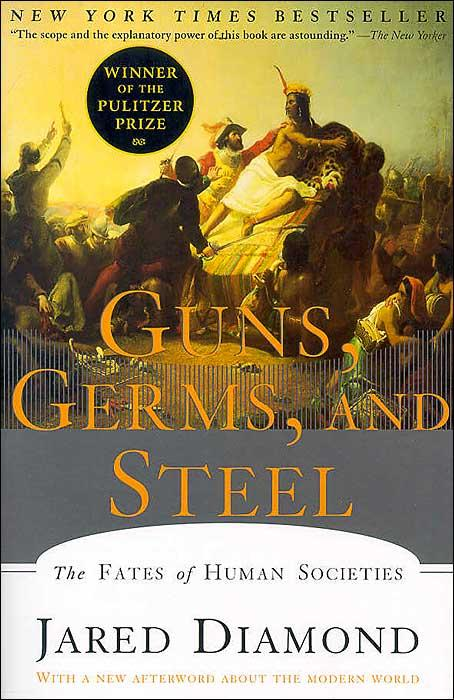 NEW YORK TIMES BESTSELLER
"The scope and the explanatory power of this book are astounding."—The New Yorker
WINNER
OF THE
PULITZER
PRIZE
GUNS,
GERMS, AND
STEEL
The FATES of HUMAN SOCIETIES
JARED DIAMOND
WITH A NEW AFTERWORD ABOUT THE MODERN WORLD